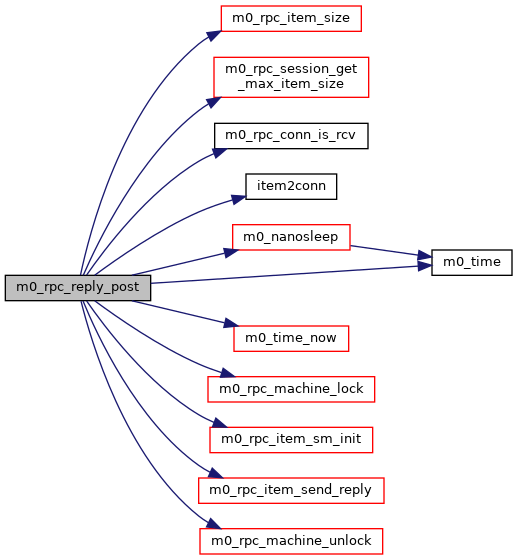 m0_rpc_item_size
m0_rpc_session_get
_max_item_size
m0_rpc_conn_is_rcv
item2conn
m0_nanosleep
m0_time
m0_rpc_reply_post
m0_time_now
m0_rpc_machine_lock
m0_rpc_item_sm_init
m0_rpc_item_send_reply
m0_rpc_machine_unlock